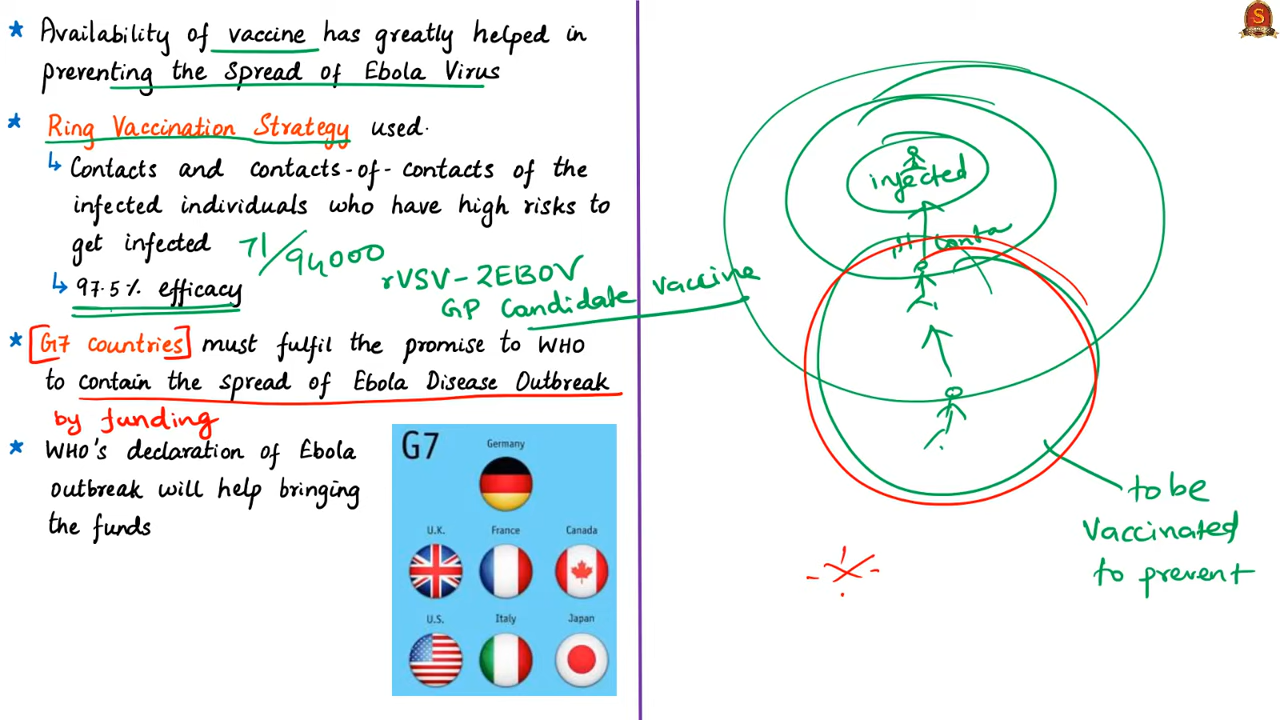 * Availability of vaccine has greatly helped in
preventing the spread of Ebola Virus
* Ring Vaccination Strategy used.
↳ Contacts and contacts-of-contacts of the
infected individuals who have high risks to
get infected 71/94000
↳ 97.5% efficacy
rVSV-ZEBOV
GP Candidate vaccine
* [G7 countries] must fulfil the promise to WHO
to contain the spread of Ebola Disease Outbreak
by funding
* WHO's declaration of Ebola
outbreak will help bringing
the funds
G7
Germany
U.K. France Canada
U.S. Italy Japan
infected
to be
Vaccinated
to prevent
S